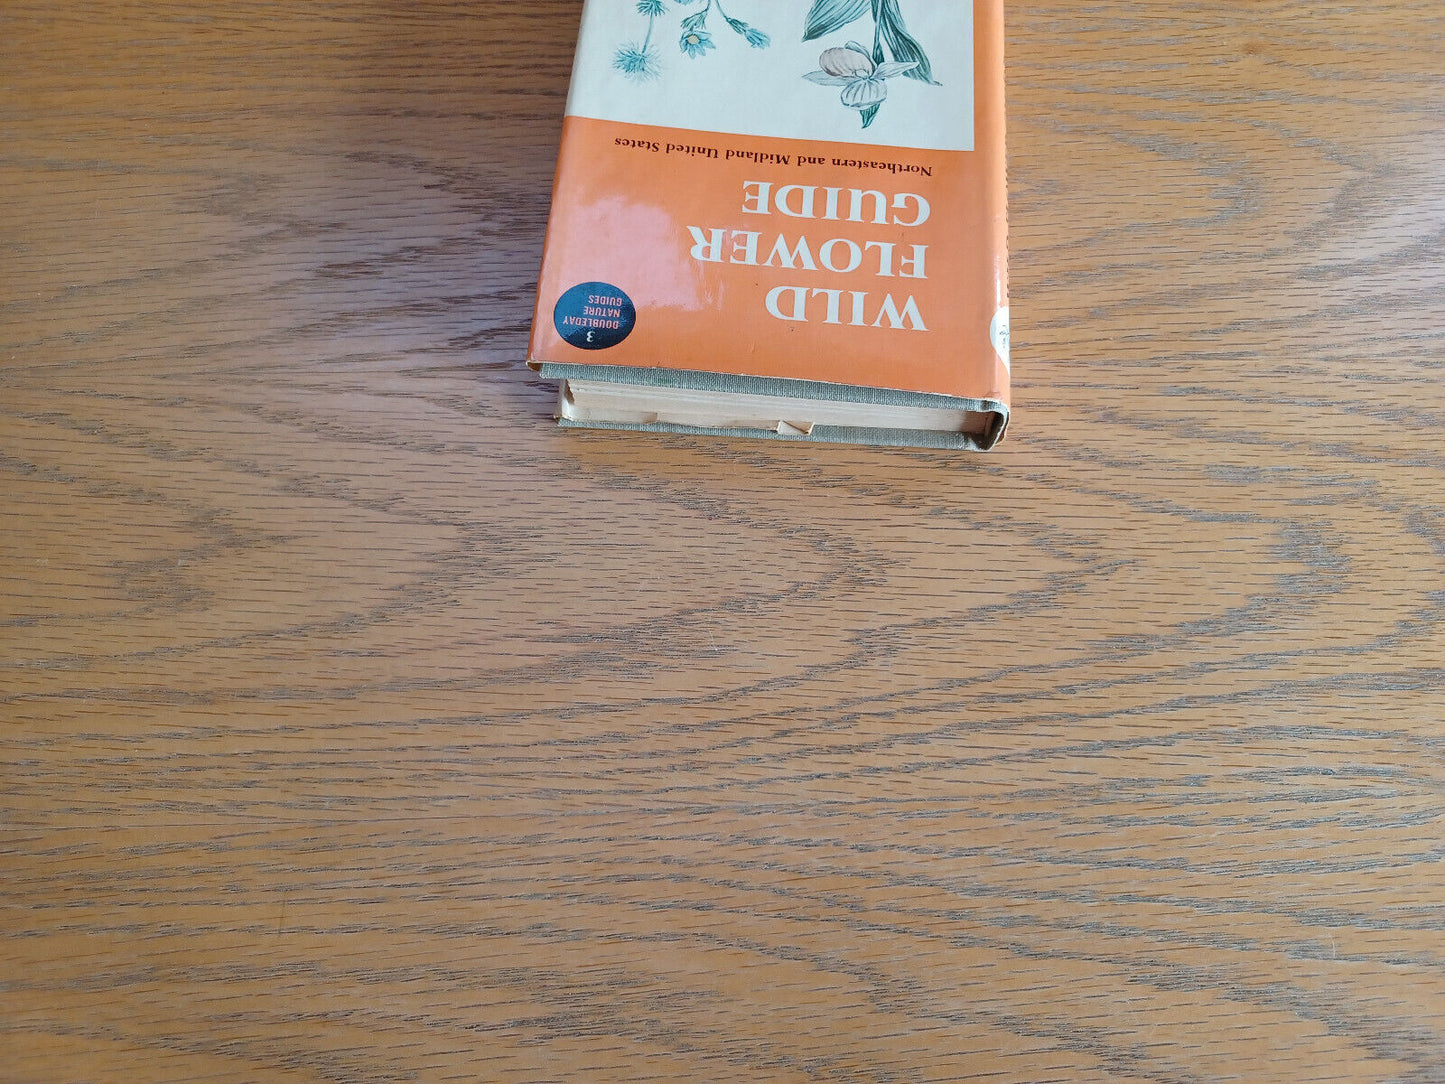 WILD
FLOWER
GUIDE
Northeastern and Midland United States
3
DOUBLEDAY
NATURE
GUIDES